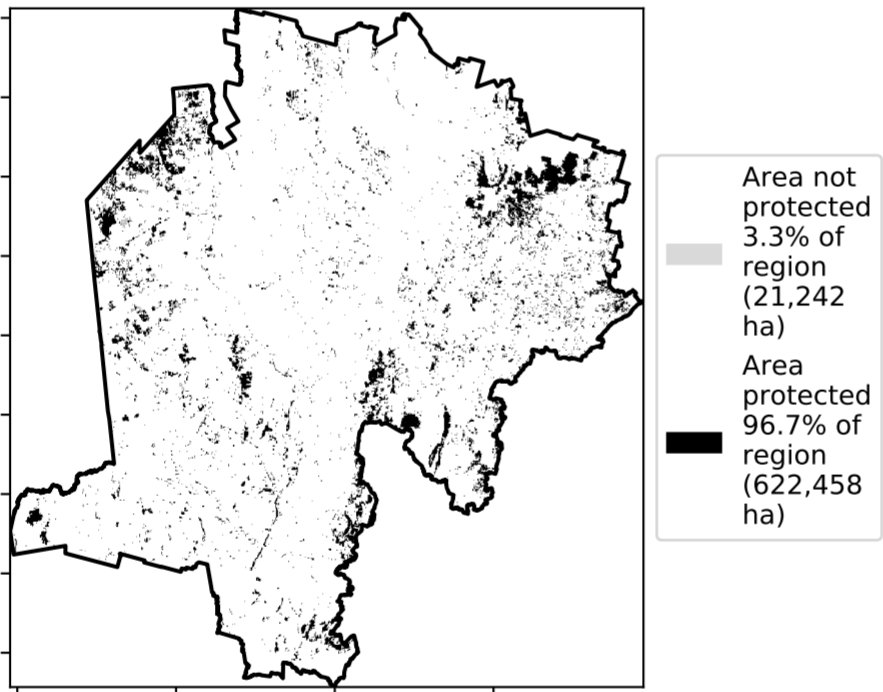 Area not
protected
3.3% of
region
(21,242
ha)
Area
protected
96.7% of
region
(622,458
ha)